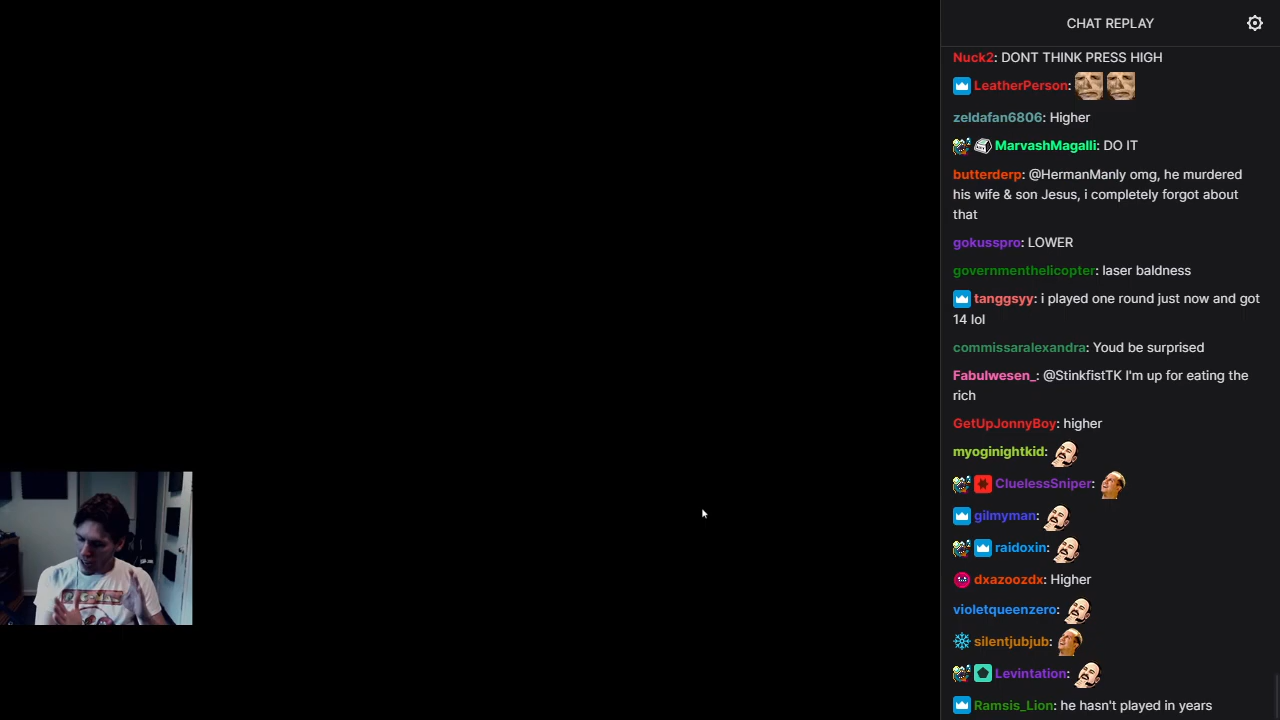 CHAT REPLAY
Nuck2: DONT THINK PRESS HIGH
LeatherPerson:
zeldafan6806: Higher
MarvashMagalli: DO IT
butterderp: @HermanManly omg, he murdered
his wife & son Jesus, i completely forgot about
that
gokusspro: LOWER
governmenthelicopter: laser baldness
tanggsyy: i played one round just now and got
14 lol
commissaralexandra: Youd be surprised
Fabulwesen_: @StinkfistTK I'm up for eating the
rich
GetUpJonnyBoy: higher
myoginightkid:
CluelessSniper:
gilmyman:
raidoxin:
dxazoozdx: Higher
violetqueenzero:
silentjubjub:
Levintation:
Ramsis_Lion: he hasn't played in years